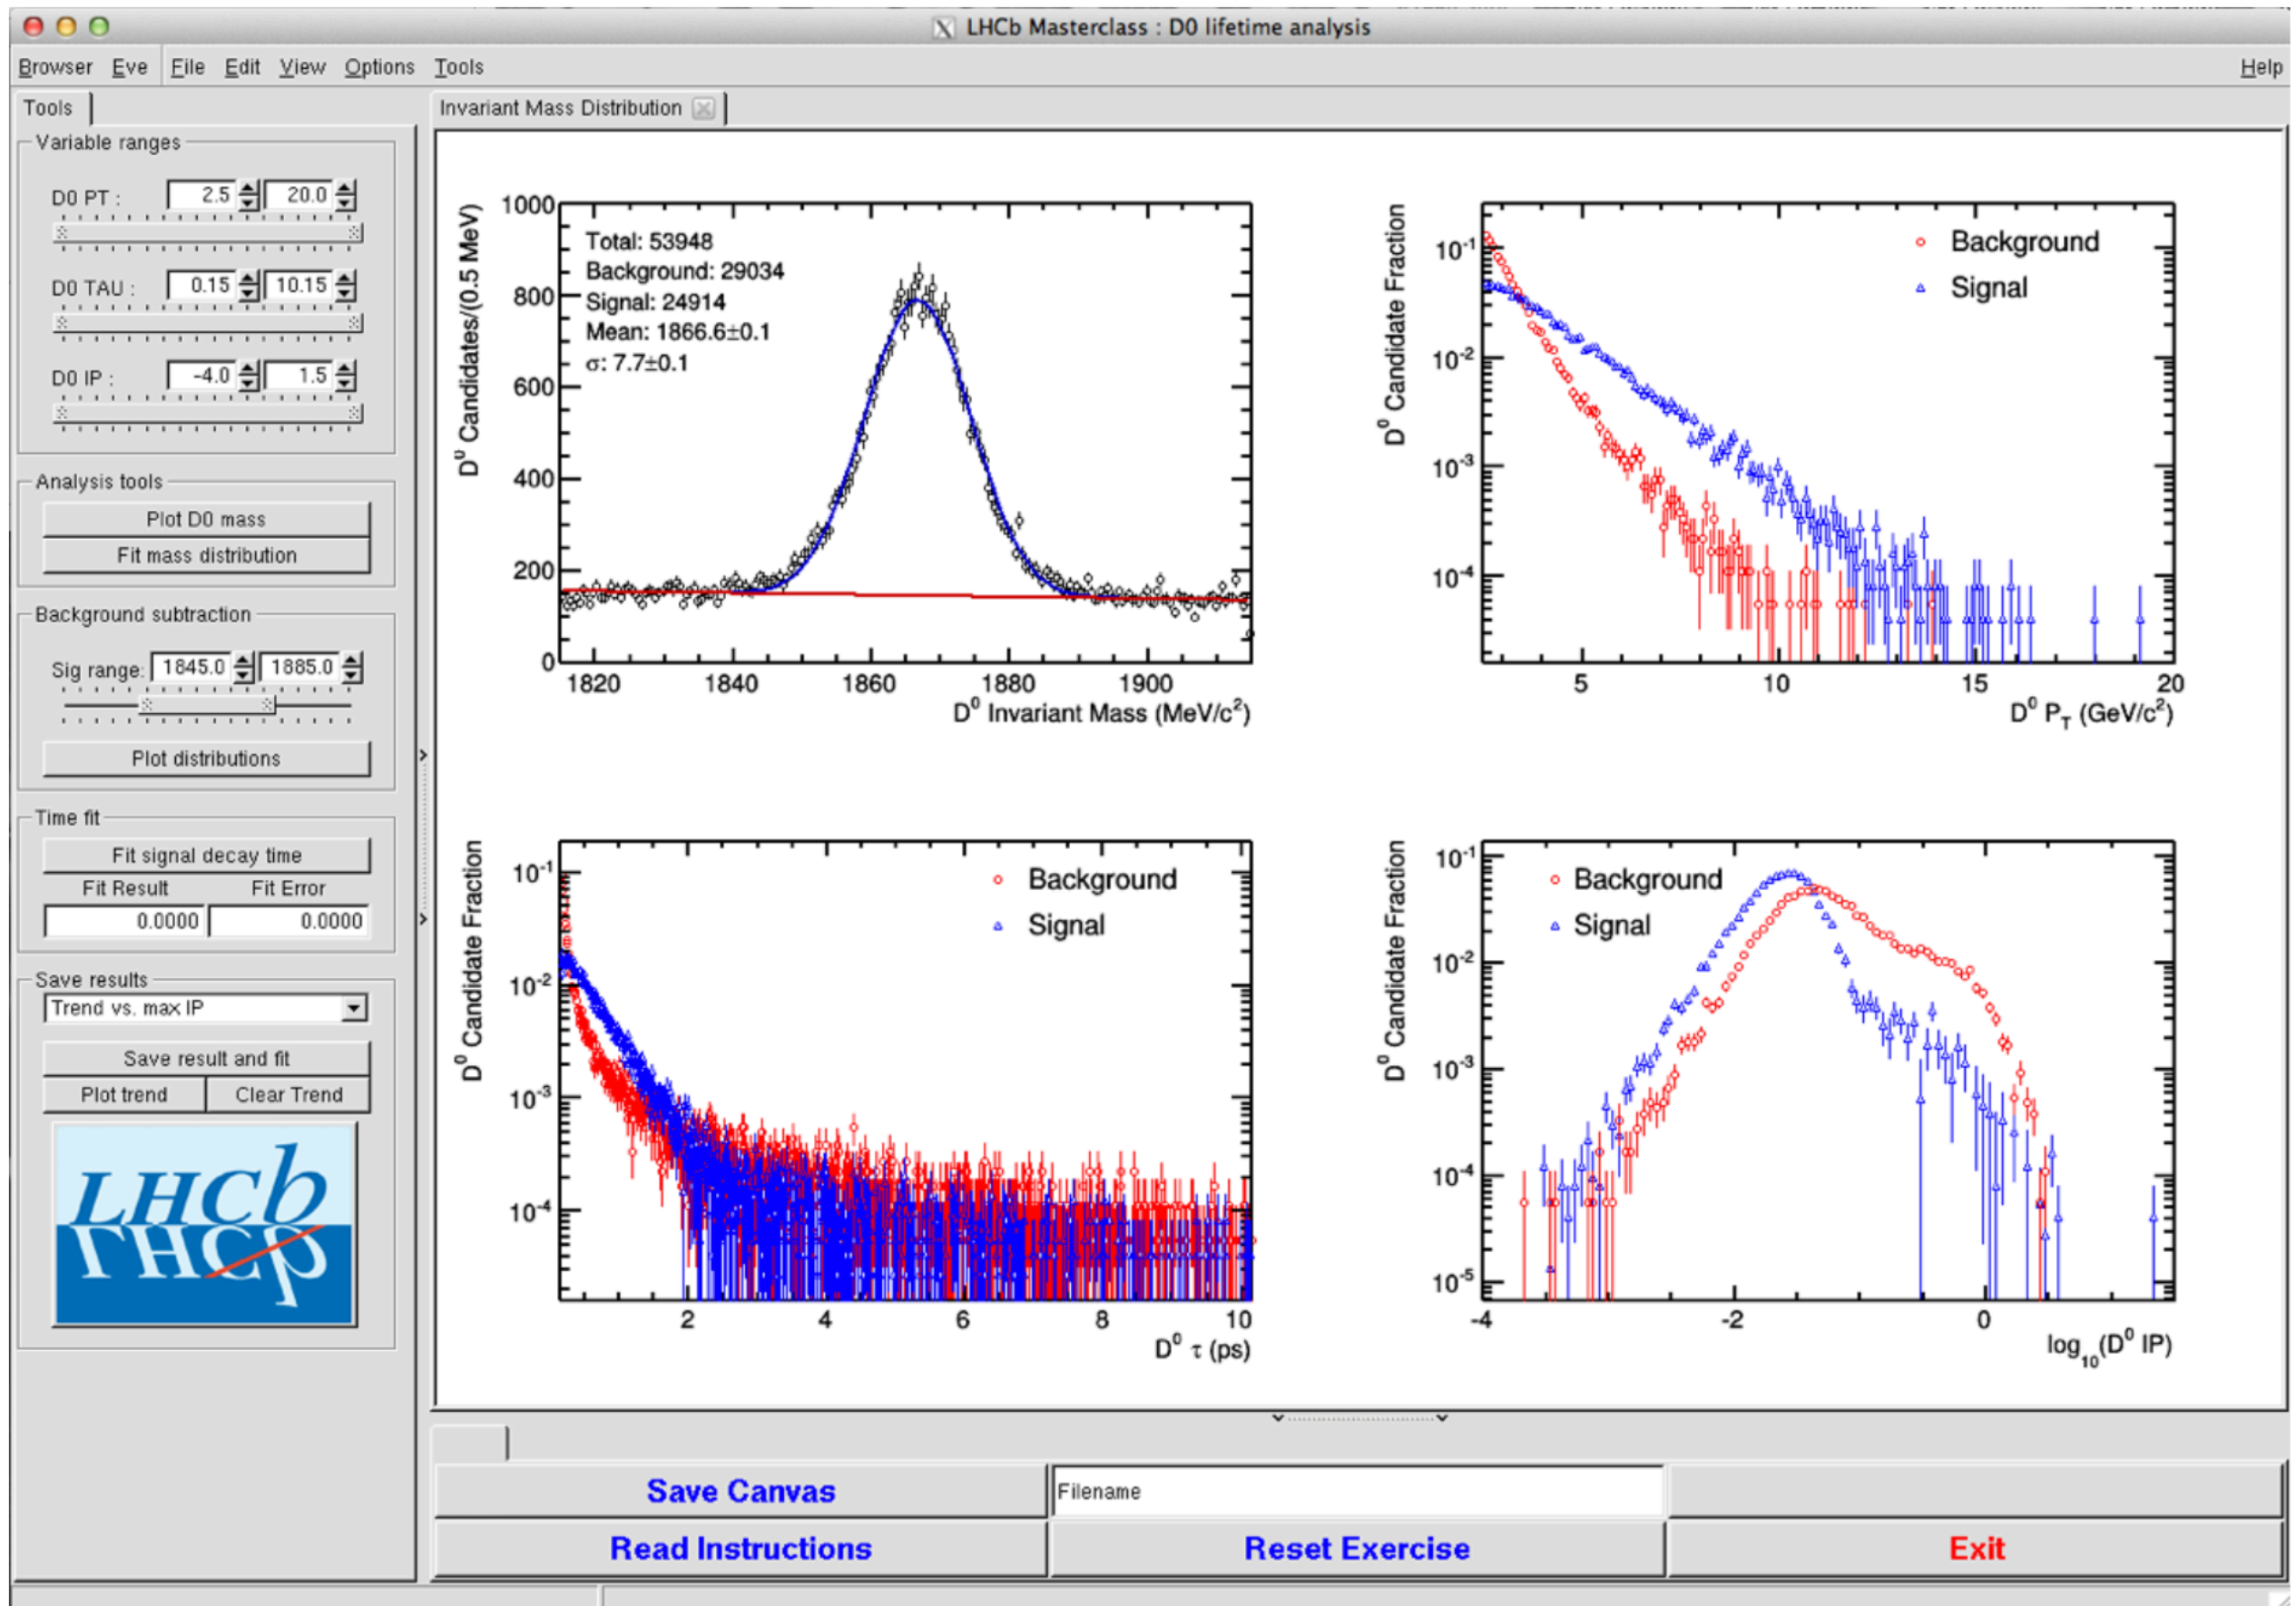 LHCb Masterclass : D0 lifetime analysis
Browser Eve File Edit View Options Tools Help
Tools
Variable ranges
D0 PT : 2.5 20.0
D0 TAU : 0.15 10.15
D0 IP : -4.0 1.5
Analysis tools
Plot D0 mass
Fit mass distribution
Background subtraction
Sig range: 1845.0 1885.0
Plot distributions
Time fit
Fit signal decay time
Fit Result Fit Error
0.0000 0.0000
Save results
Trend vs. max IP
Save result and fit
Plot trend Clear Trend
LHCb
LHCb
Invariant Mass Distribution
D⁰ Candidates/(0.5 MeV)
1000
800
600
400
200
0
Total: 53948
Background: 29034
Signal: 24914
Mean: 1866.6±0.1
σ: 7.7±0.1
1820 1840 1860 1880 1900
D⁰ Invariant Mass (MeV/c²)
D⁰ Candidate Fraction
10⁻¹
10⁻²
10⁻³
10⁻⁴
Background
Signal
5 10 15 20
D⁰ P_T (GeV/c²)
D⁰ Candidate Fraction
10⁻¹
10⁻²
10⁻³
10⁻⁴
Background
Signal
2 4 6 8 10
D⁰ τ (ps)
D⁰ Candidate Fraction
10⁻¹
10⁻²
10⁻³
10⁻⁴
10⁻⁵
Background
Signal
-4 -2 0
log₁₀(D⁰ IP)
Save Canvas Filename
Read Instructions Reset Exercise Exit